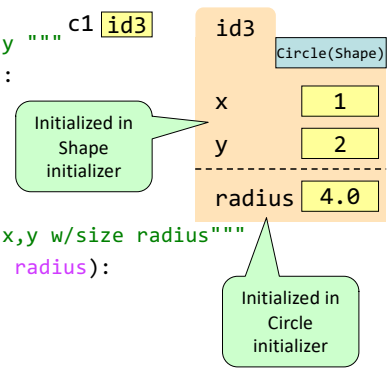 c1 id3
y """
:
id3
Circle(Shape)
x 1
y 2
radius 4.0
Initialized in
Shape
initializer
x,y w/size radius"""
radius):
Initialized in
Circle
initializer